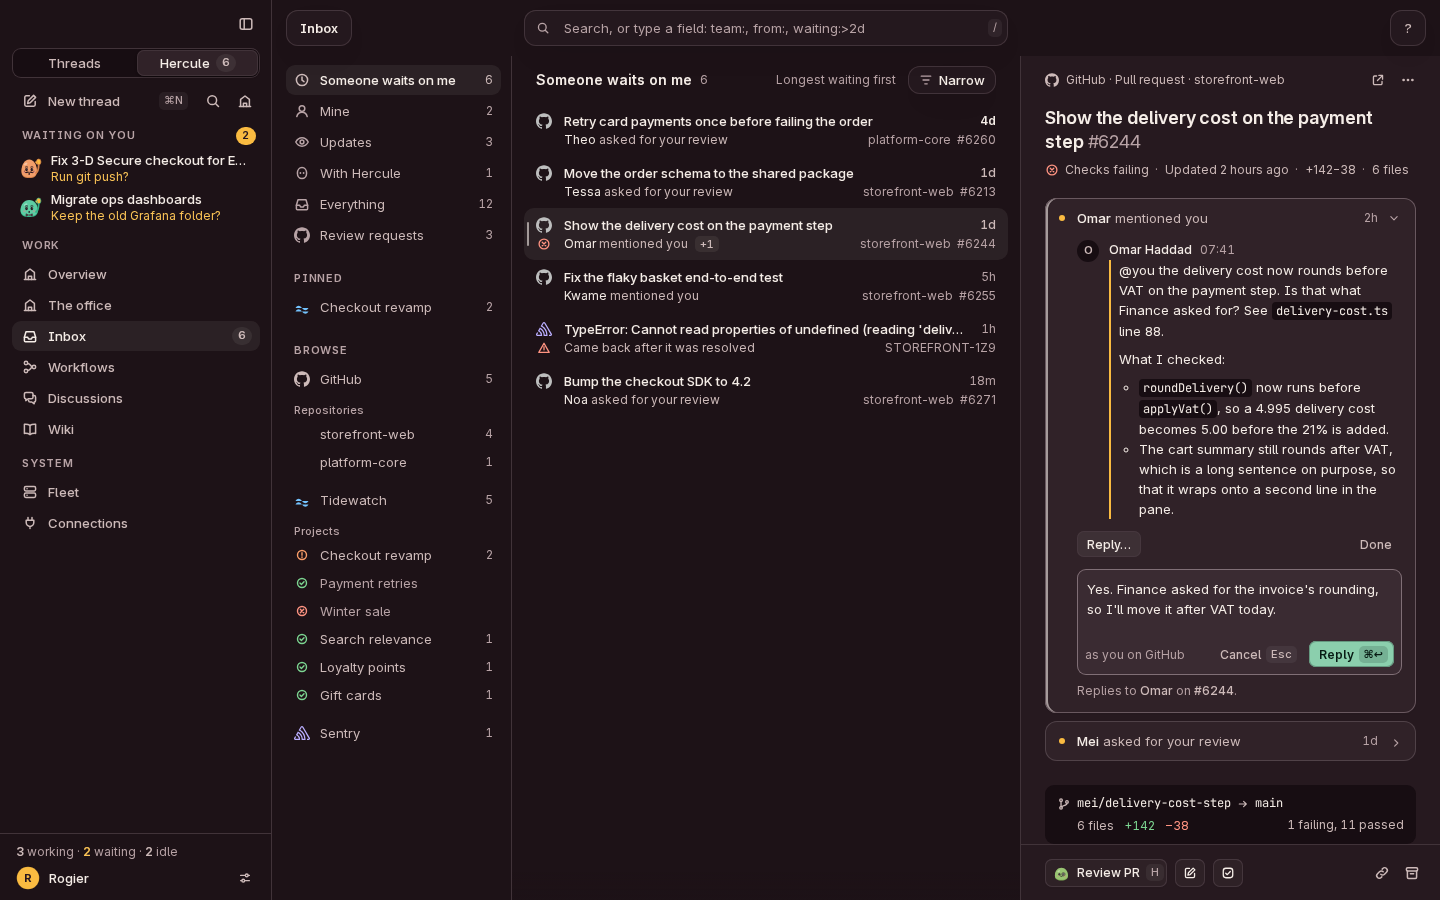 Threads
Hercule 6
New thread ⌘N
WAITING ON YOU 2
Fix 3-D Secure checkout for E…
Run git push?
Migrate ops dashboards
Keep the old Grafana folder?
WORK
Overview
The office
Inbox 6
Workflows
Discussions
Wiki
SYSTEM
Fleet
Connections
3 working · 2 waiting · 2 idle
R Rogier
Inbox
Someone waits on me 6
Mine 2
Updates 3
With Hercule 1
Everything 12
Review requests 3
PINNED
Checkout revamp 2
BROWSE
GitHub 5
Repositories
storefront-web 4
platform-core 1
Tidewatch 5
Projects
Checkout revamp 2
Payment retries
Winter sale
Search relevance 1
Loyalty points 1
Gift cards 1
Sentry 1
Search, or type a field: team:, from:, waiting:>2d /
?
Someone waits on me 6 Longest waiting first Narrow
Retry card payments once before failing the order 4d
Theo asked for your review platform-core #6260
Move the order schema to the shared package 1d
Tessa asked for your review storefront-web #6213
Show the delivery cost on the payment step 1d
Omar mentioned you +1 storefront-web #6244
Fix the flaky basket end-to-end test 5h
Kwame mentioned you storefront-web #6255
TypeError: Cannot read properties of undefined (reading 'deliv… 1h
Came back after it was resolved STOREFRONT-1Z9
Bump the checkout SDK to 4.2 18m
Noa asked for your review storefront-web #6271
GitHub · Pull request · storefront-web
Show the delivery cost on the payment
step #6244
Checks failing · Updated 2 hours ago · +142−38 · 6 files
Omar mentioned you 2h
O Omar Haddad 07:41
@you the delivery cost now rounds before
VAT on the payment step. Is that what
Finance asked for? See delivery-cost.ts
line 88.
What I checked:
roundDelivery() now runs before
applyVat(), so a 4.995 delivery cost
becomes 5.00 before the 21% is added.
The cart summary still rounds after VAT,
which is a long sentence on purpose, so
that it wraps onto a second line in the
pane.
Reply… Done
Yes. Finance asked for the invoice's rounding,
so I'll move it after VAT today.
as you on GitHub Cancel Esc Reply ⌘↩
Replies to Omar on #6244.
Mei asked for your review 1d
mei/delivery-cost-step → main
6 files +142 −38 1 failing, 11 passed
Review PR H